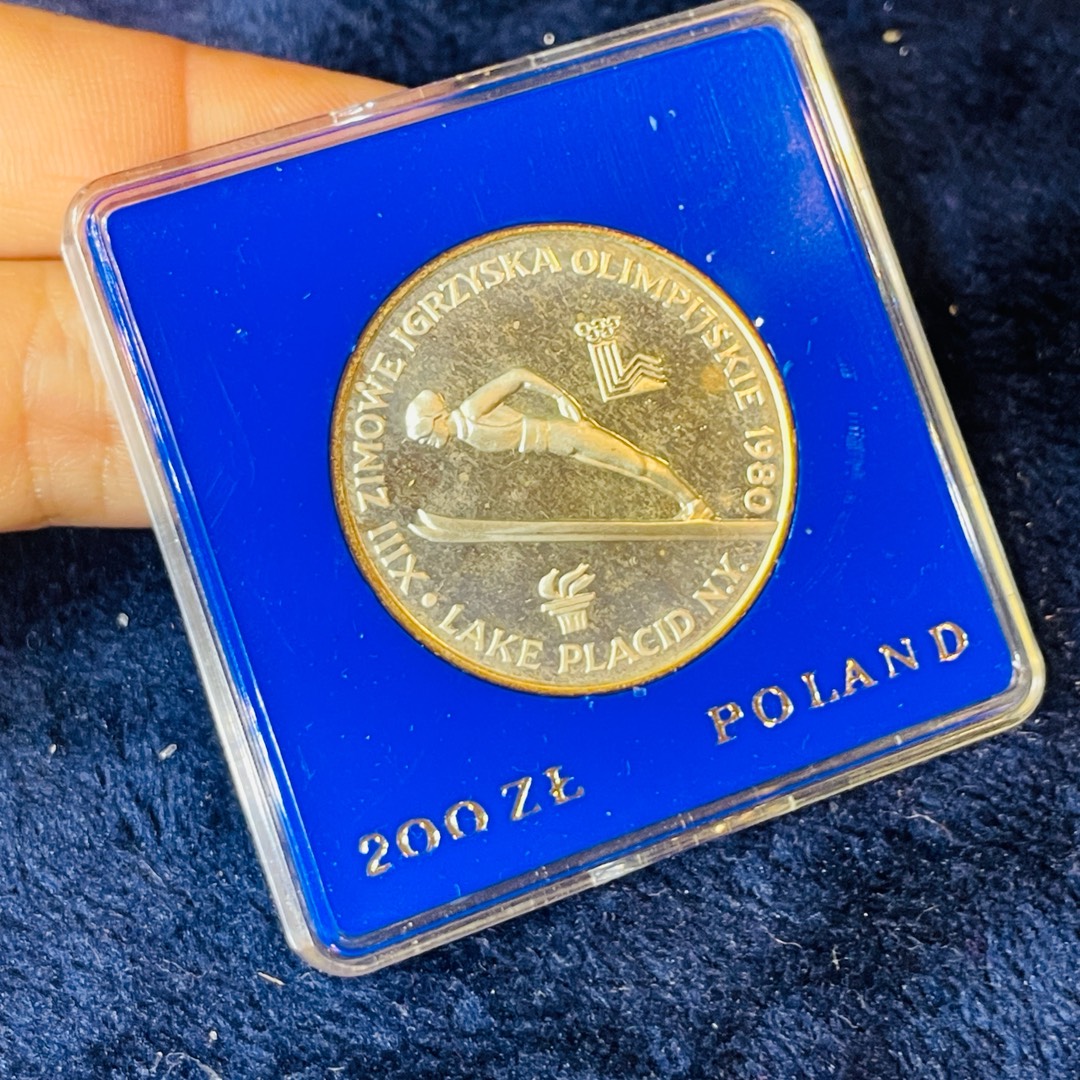 XIII ZIMOWE IGRZYSKA OLIMPIJSKIE 1980
• LAKE PLACID N.Y.
200 ZŁ
POLAND